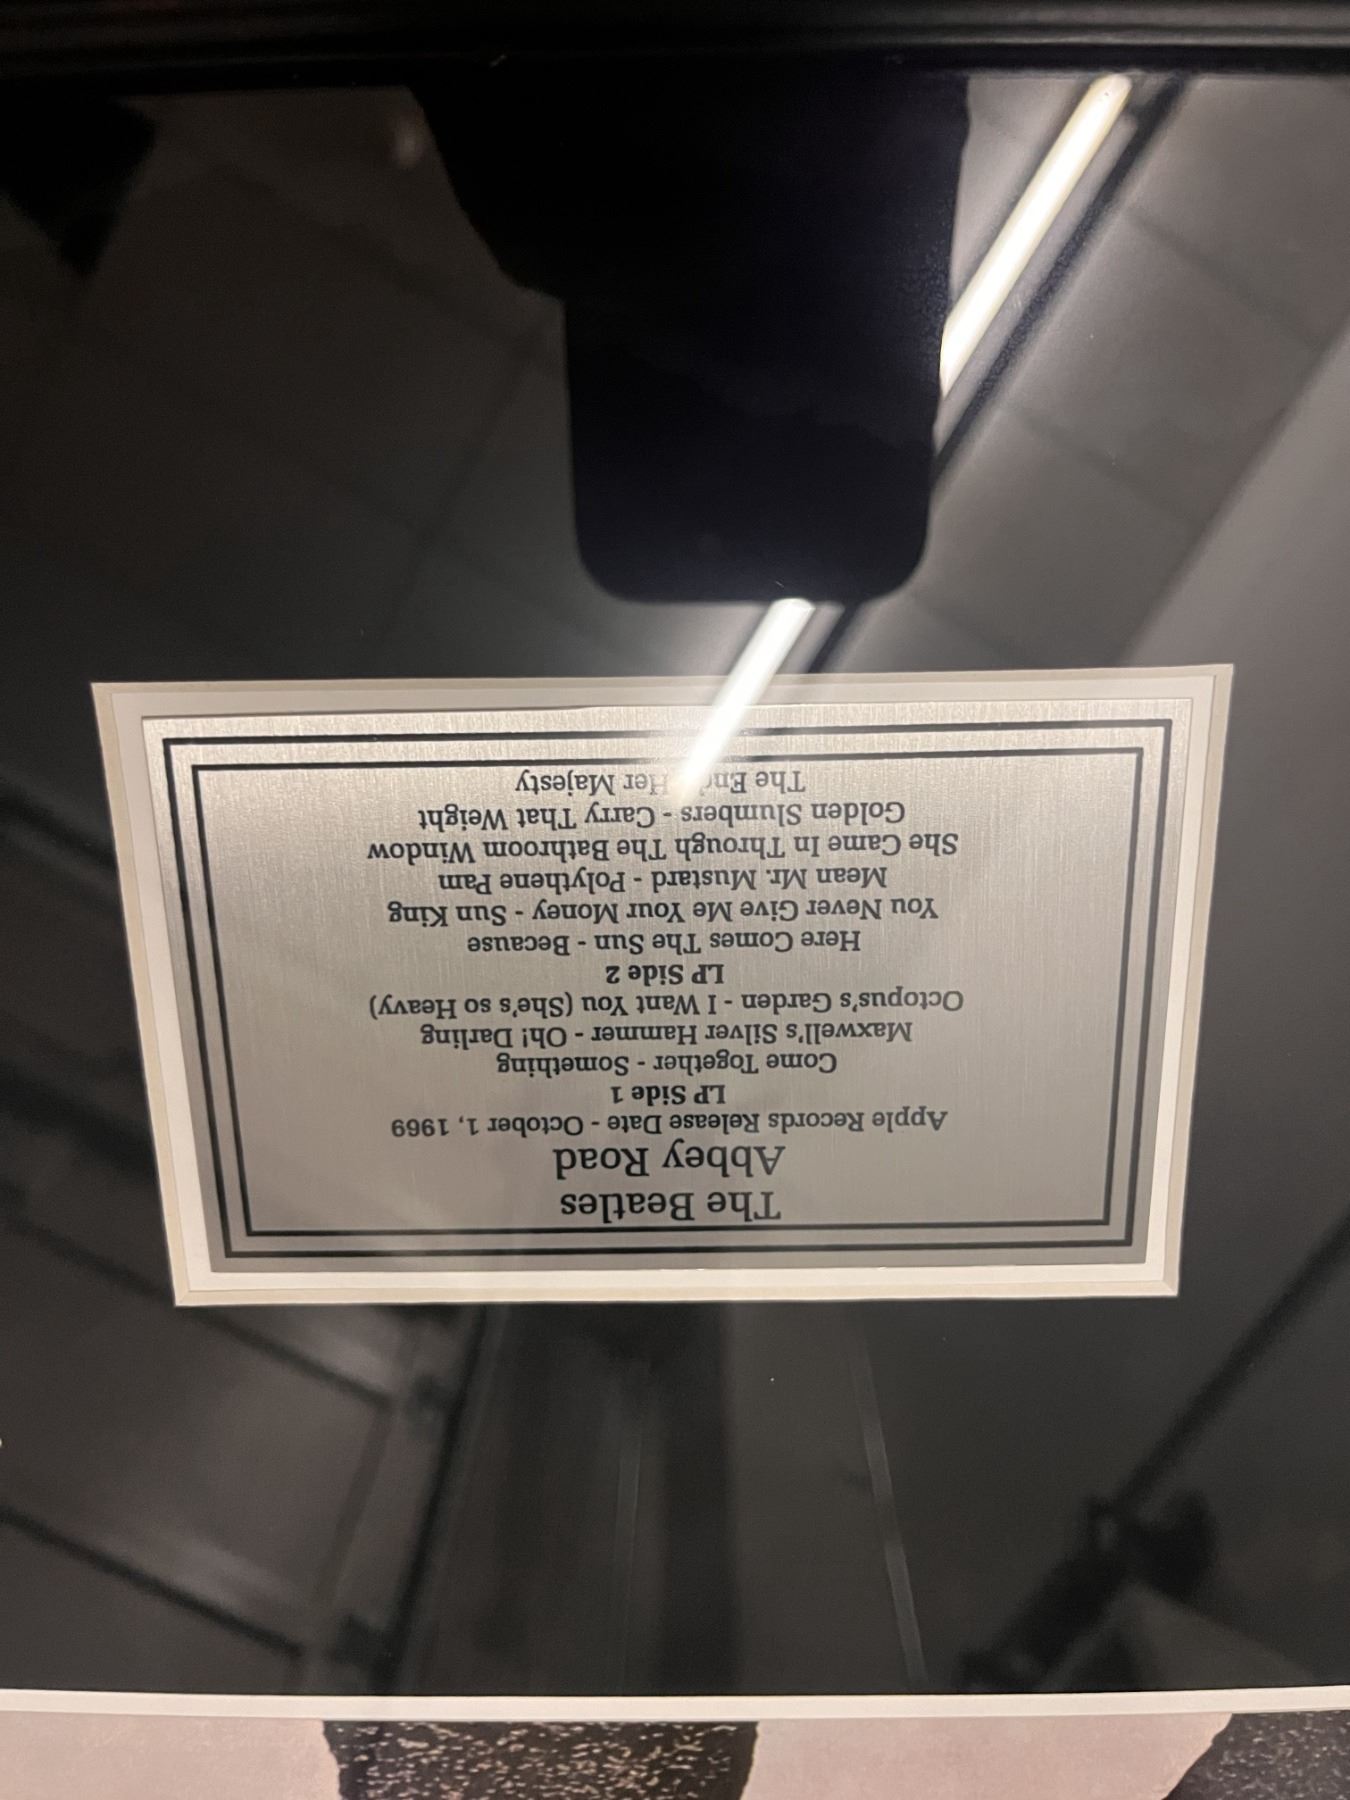 The Beatles
Abbey Road
Apple Records Release Date - October 1, 1969
LP Side 1
Come Together - Something
Maxwell's Silver Hammer - Oh! Darling
Octopus's Garden - I Want You (She's so Heavy)
LP Side 2
Here Comes The Sun - Because
You Never Give Me Your Money - Sun King
Mean Mr. Mustard - Polythene Pam
She Came In Through The Bathroom Window
Golden Slumbers - Carry That Weight
The End Her Majesty